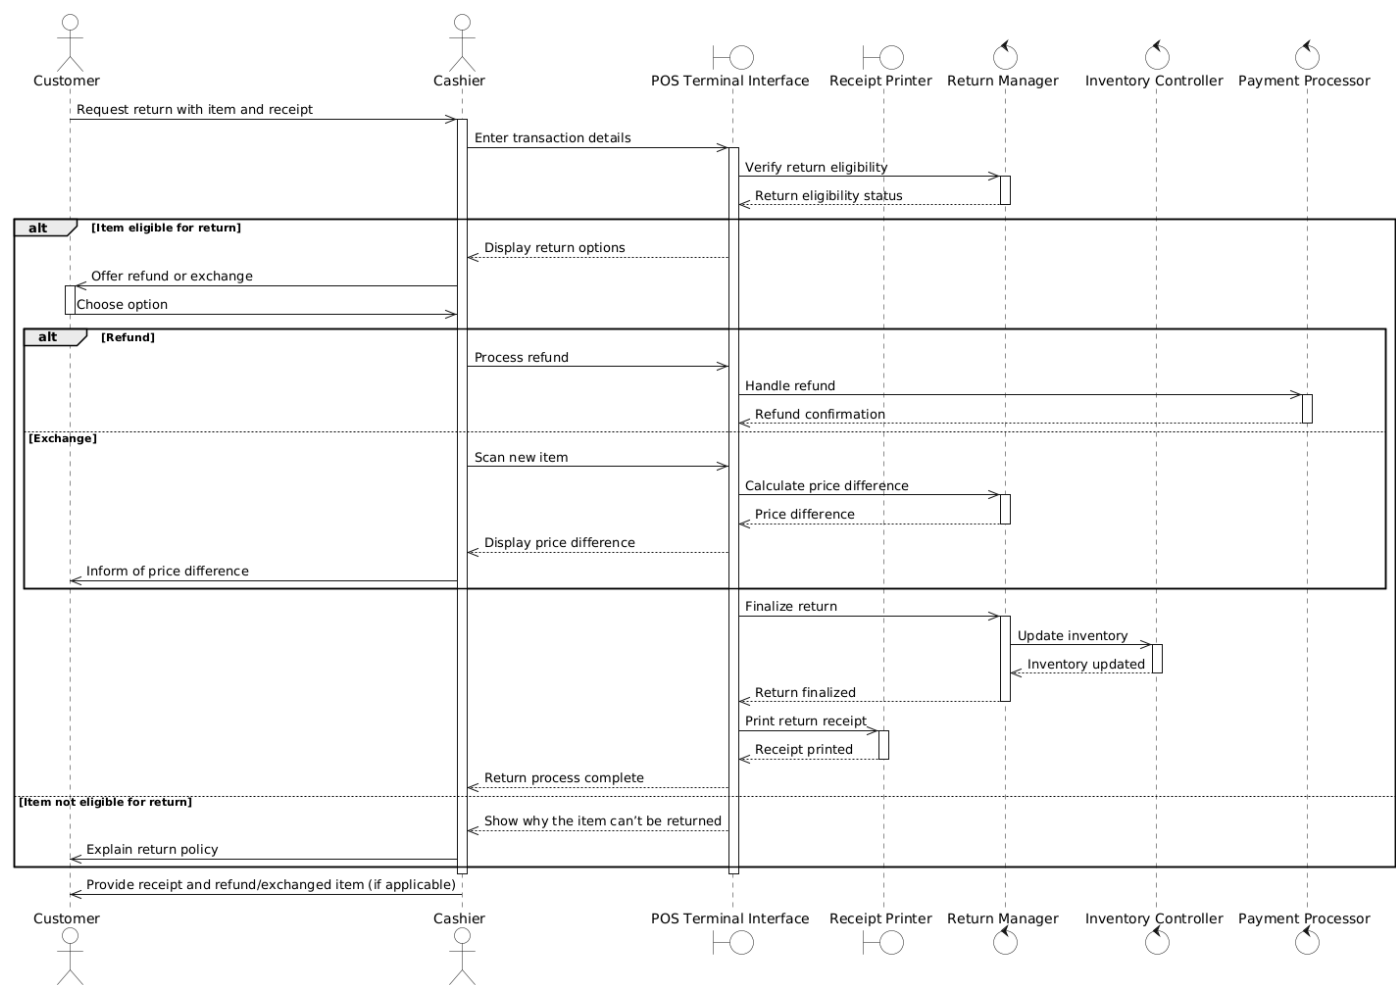 Customer
Cashier
POS Terminal Interface
Receipt Printer
Return Manager
Inventory Controller
Payment Processor
Request return with item and receipt
Enter transaction details
Verify return eligibility
Return eligibility status
alt
[Item eligible for return]
Display return options
Offer refund or exchange
Choose option
alt
[Refund]
Process refund
Handle refund
Refund confirmation
[Exchange]
Scan new item
Calculate price difference
Price difference
Display price difference
Inform of price difference
Finalize return
Update inventory
Inventory updated
Return finalized
Print return receipt
Receipt printed
Return process complete
[Item not eligible for return]
Show why the item can’t be returned
Explain return policy
Provide receipt and refund/exchanged item (if applicable)
Customer
Cashier
POS Terminal Interface
Receipt Printer
Return Manager
Inventory Controller
Payment Processor